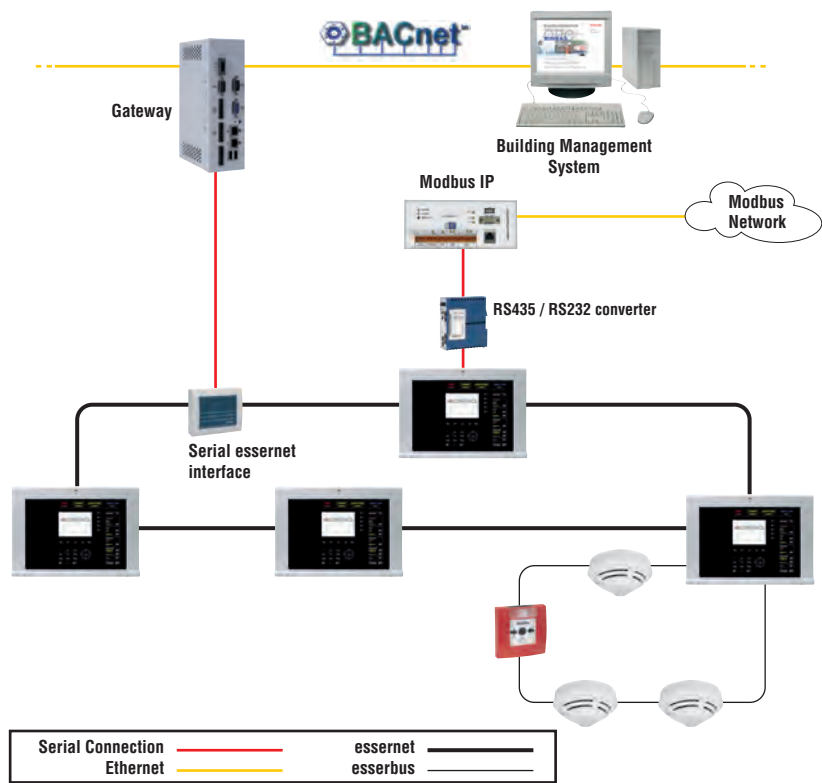 BACnet
Gateway
Building Management
System
Modbus IP
Modbus
Network
RS435 / RS232 converter
Serial essernet
interface
Serial Connection
essernet
Ethernet
esserbus